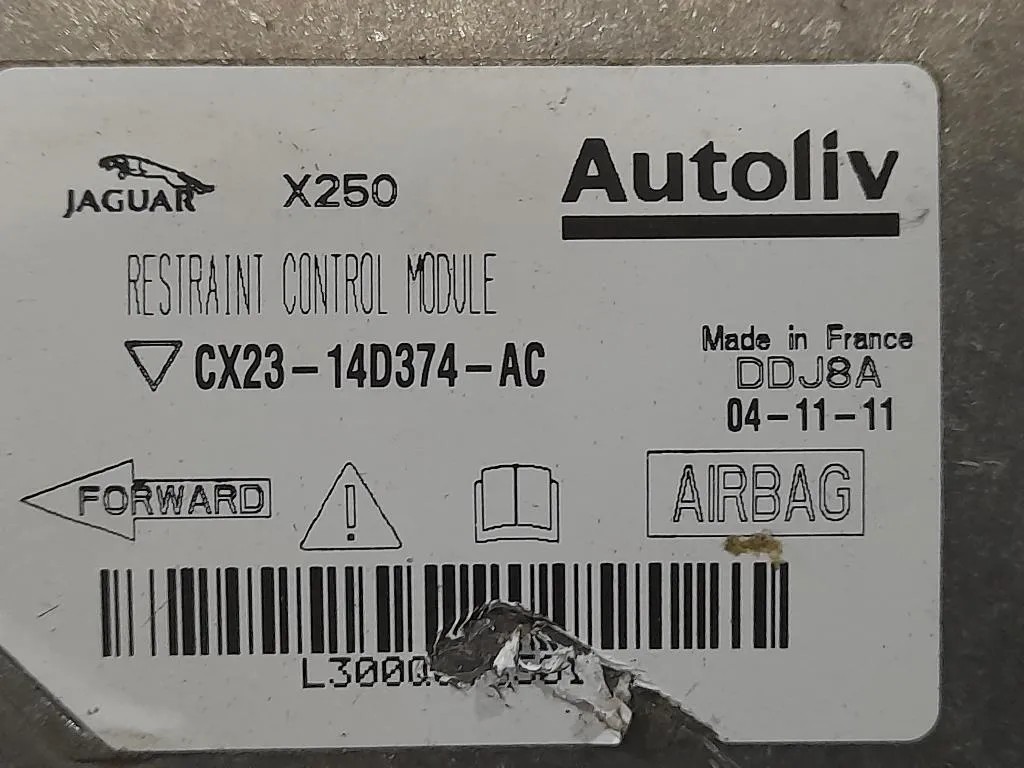 JAGUAR X250 Autoliv
RESTRAINT CONTROL MODULE
CX23-14D374-AC
Made in France
DDJ8A
04-11-11
FORWARD ! AIRBAG